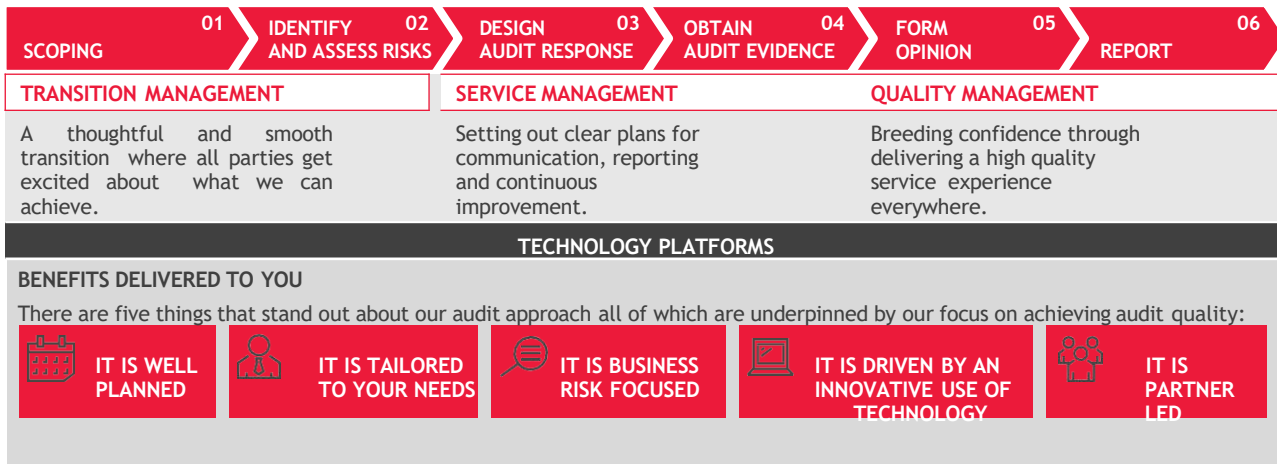 01
SCOPING
02
IDENTIFY
AND ASSESS RISKS
03
DESIGN
AUDIT RESPONSE
04
OBTAIN
AUDIT EVIDENCE
05
FORM
OPINION
06
REPORT
TRANSITION MANAGEMENT
A thoughtful and smooth
transition where all parties get
excited about what we can
achieve.
SERVICE MANAGEMENT
Setting out clear plans for
communication, reporting
and continuous
improvement.
QUALITY MANAGEMENT
Breeding confidence through
delivering a high quality
service experience
everywhere.
TECHNOLOGY PLATFORMS
BENEFITS DELIVERED TO YOU
There are five things that stand out about our audit approach all of which are underpinned by our focus on achieving audit quality:
IT IS WELL
PLANNED
IT IS TAILORED
TO YOUR NEEDS
IT IS BUSINESS
RISK FOCUSED
IT IS DRIVEN BY AN
INNOVATIVE USE OF
TECHNOLOGY
IT IS
PARTNER
LED